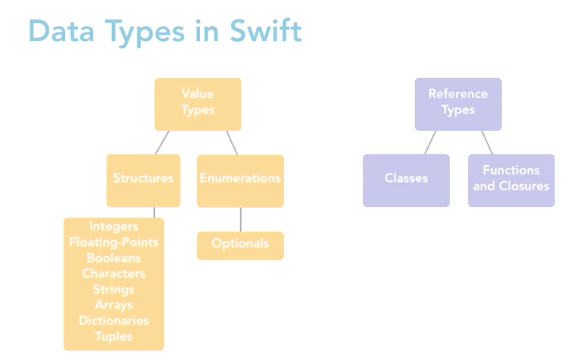 Data Types in Swift
Value
Types
Reference
Types
Structures
Enumerations
Classes
Functions
and Closures
Integers
Floating-Points
Booleans
Characters
Strings
Arrays
Dictionaries
Tuples
Optionals